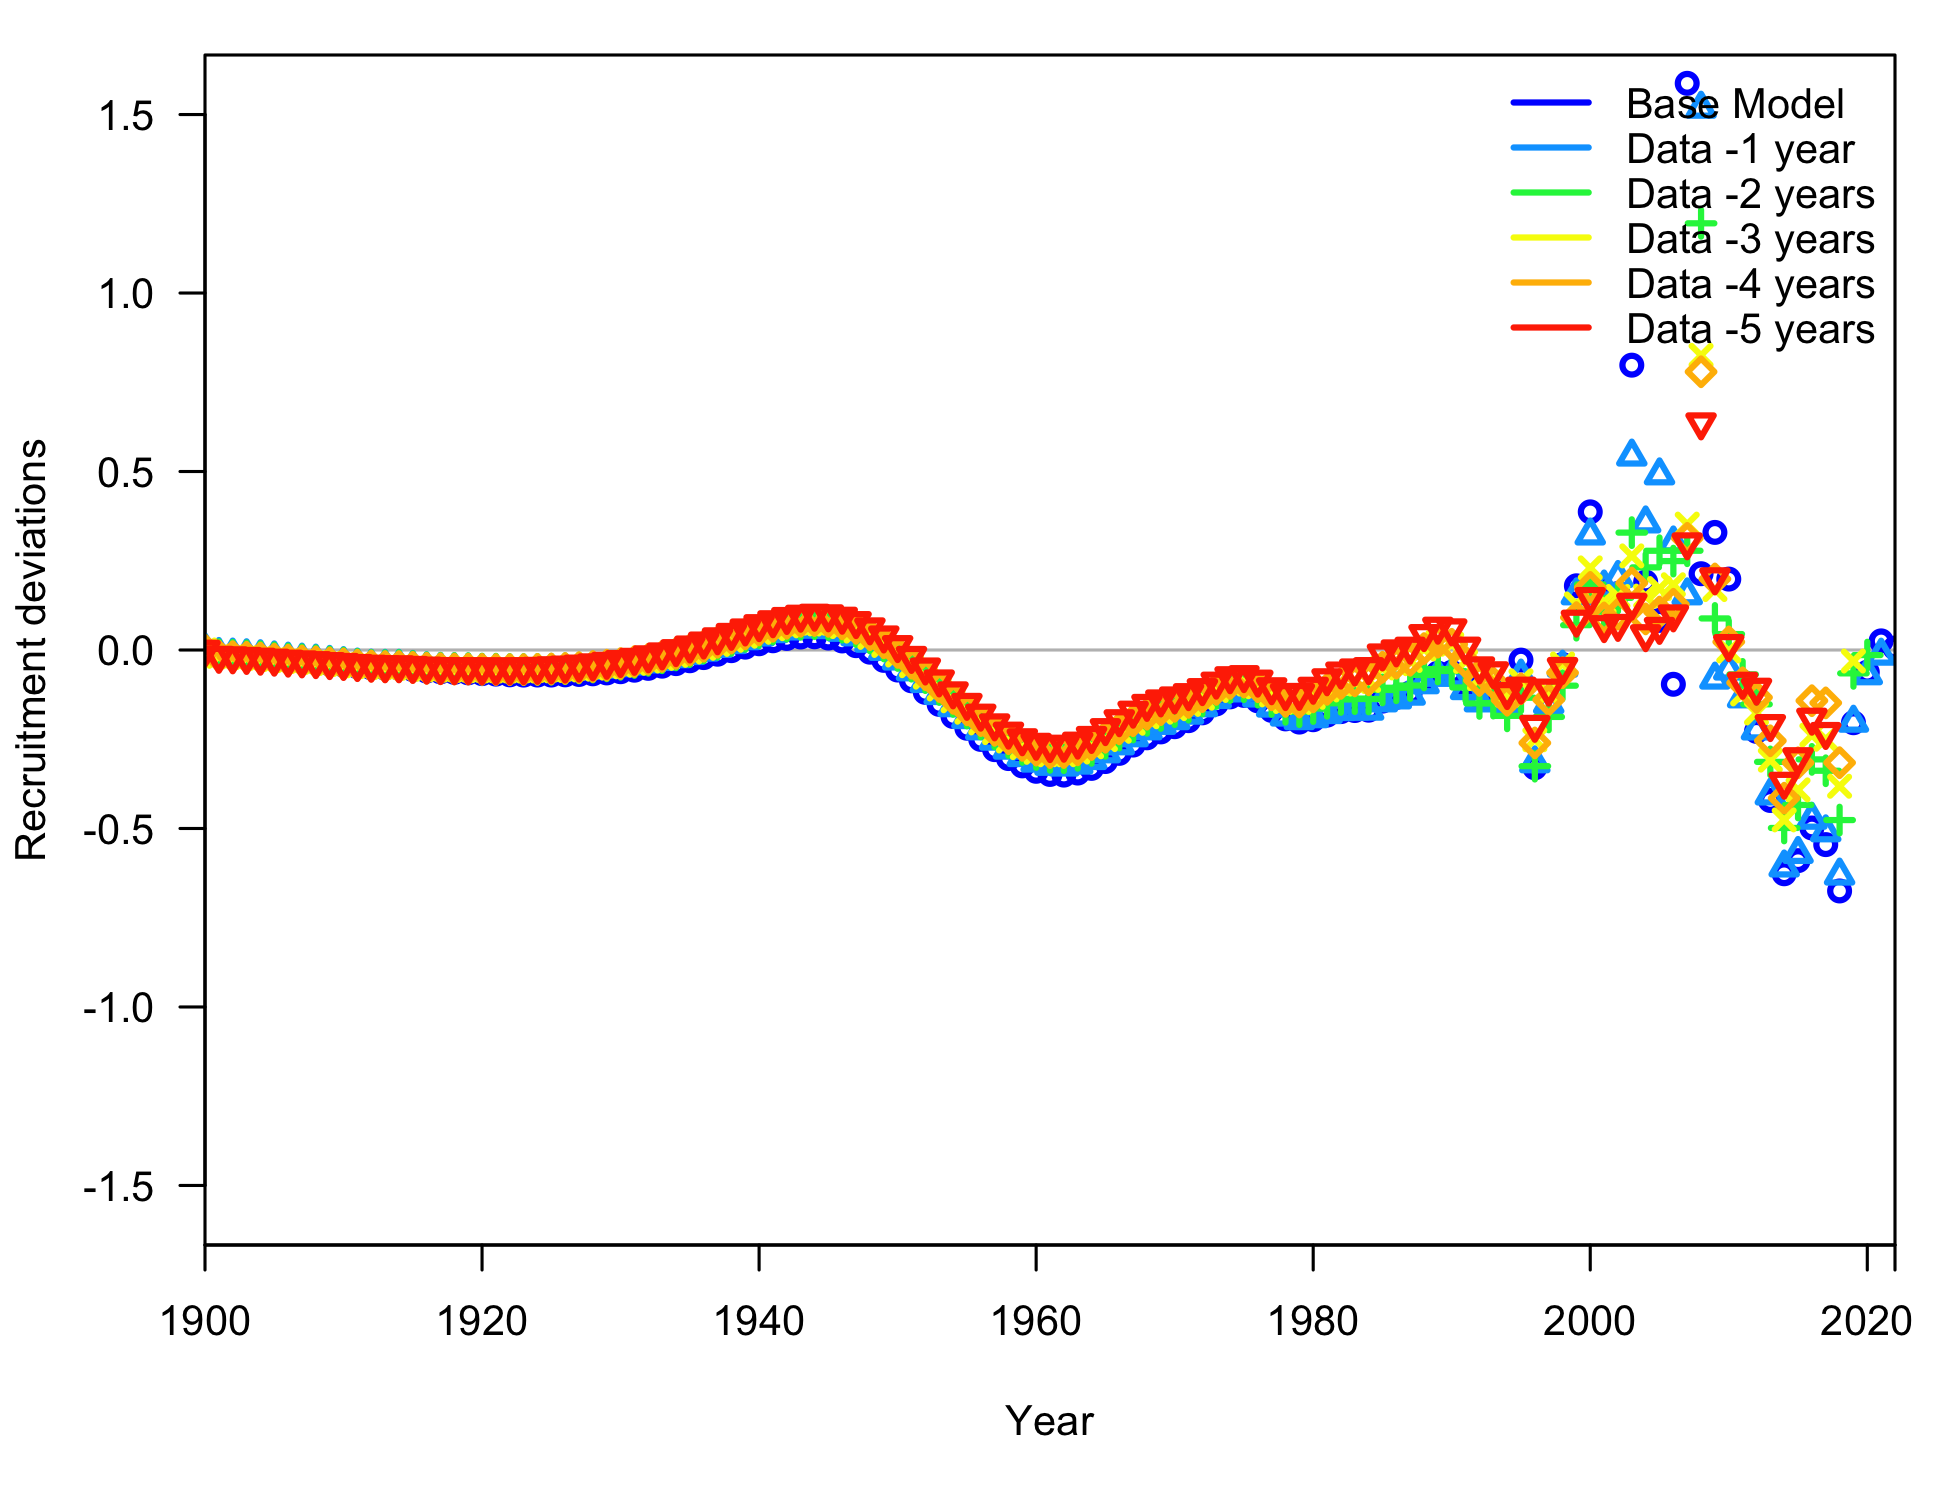 Base Model
Data -1 year
Data -2 years
Data -3 years
Data -4 years
Data -5 years
Recruitment deviations
1.5
1.0
0.5
0.0
-0.5
-1.0
-1.5
1900 1920 1940 1960 1980 2000 2020
Year